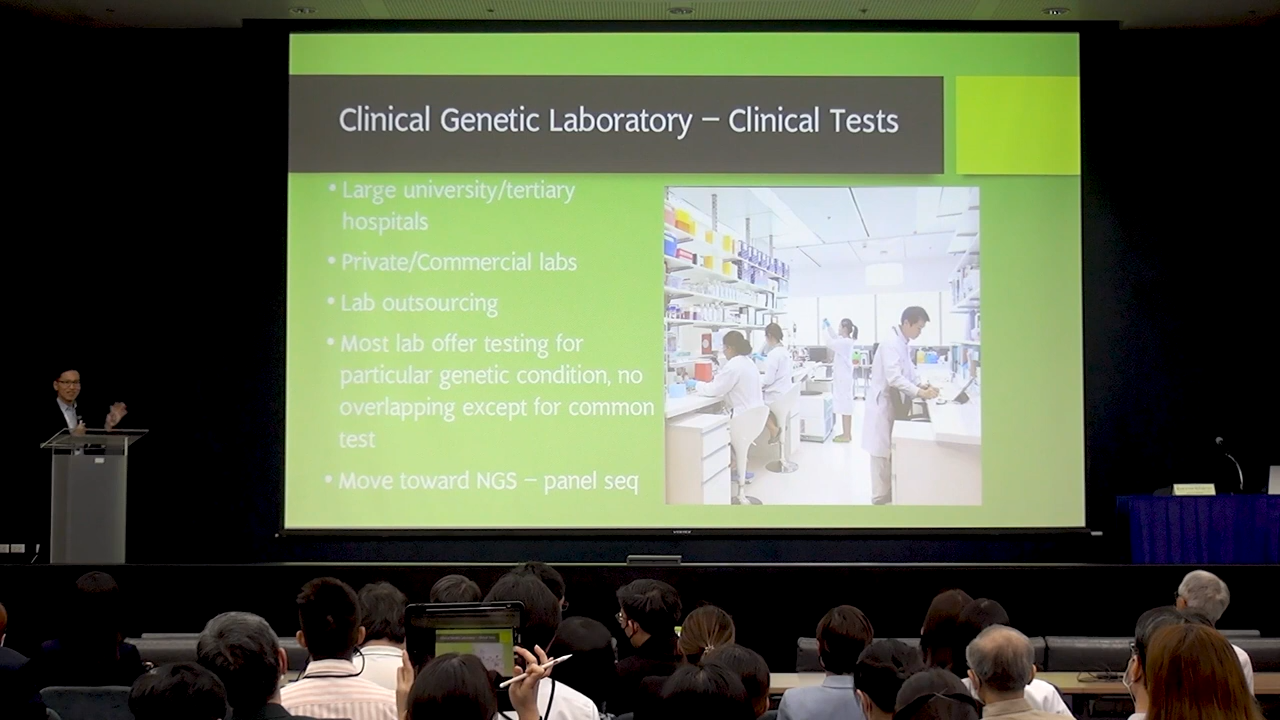 Clinical Genetic Laboratory – Clinical Tests
• Large university/tertiary
hospitals
• Private/Commercial labs
• Lab outsourcing
• Most lab offer testing for
particular genetic condition, no
overlapping except for common
test
• Move toward NGS – panel seq